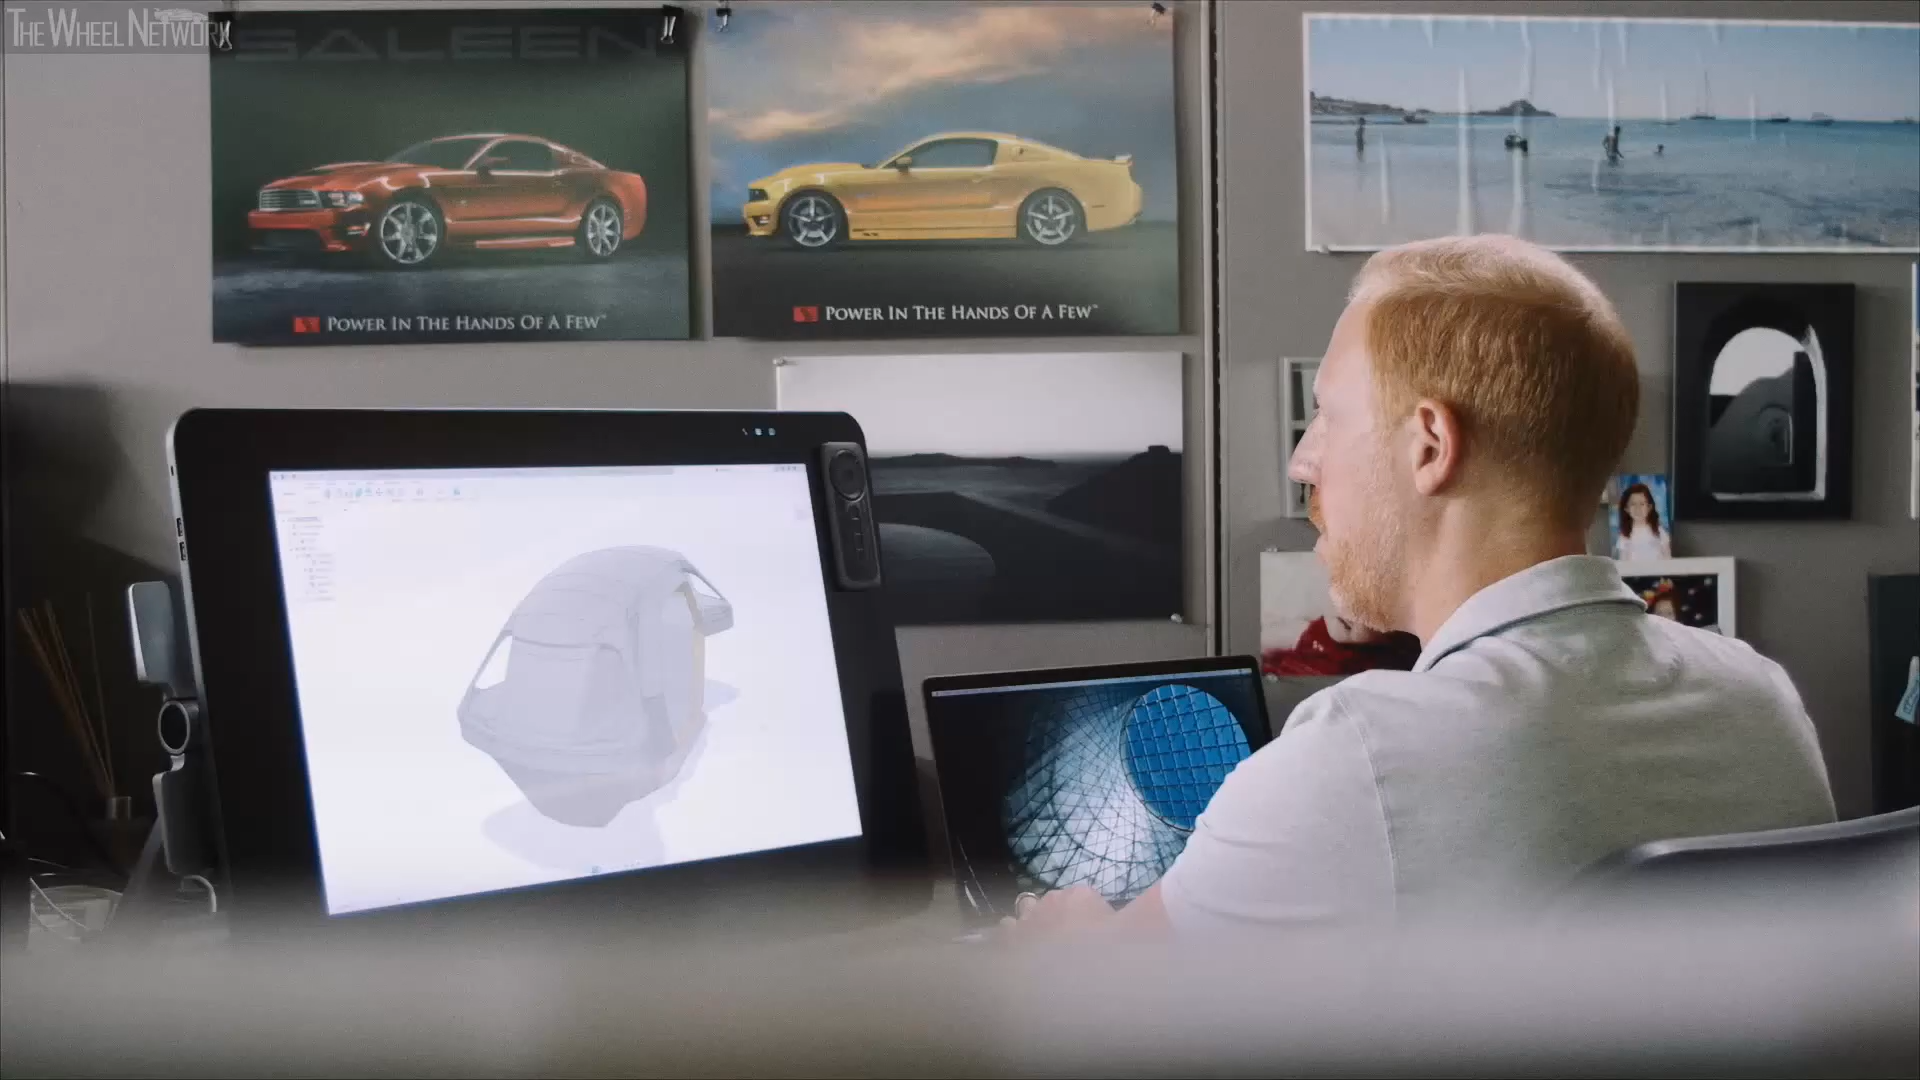 THE WHEEL NETWORK
SALEEN
POWER IN THE HANDS OF A FEW™
POWER IN THE HANDS OF A FEW™